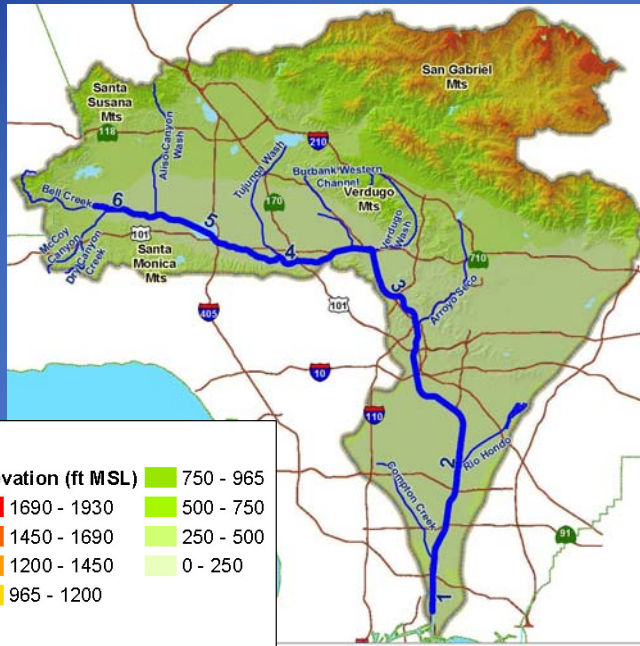 San Gabriel
Mts
Santa
Susana
Mts
118
Aliso Canyon
Wash
210
Tujunga Wash
Burbank Western
Channel
Verdugo
Mts
170
Bell Creek
6
5
Verdugo
Wash
McCoy
Canyon
Dry Canyon
Creek
101
Santa
Monica
Mts
4
710
3
Arroyo Seco
405
101
10
110
2
Rio Hondo
Compton Creek
91
1
vation (ft MSL)
1690 - 1930
1450 - 1690
1200 - 1450
965 - 1200
750 - 965
500 - 750
250 - 500
0 - 250